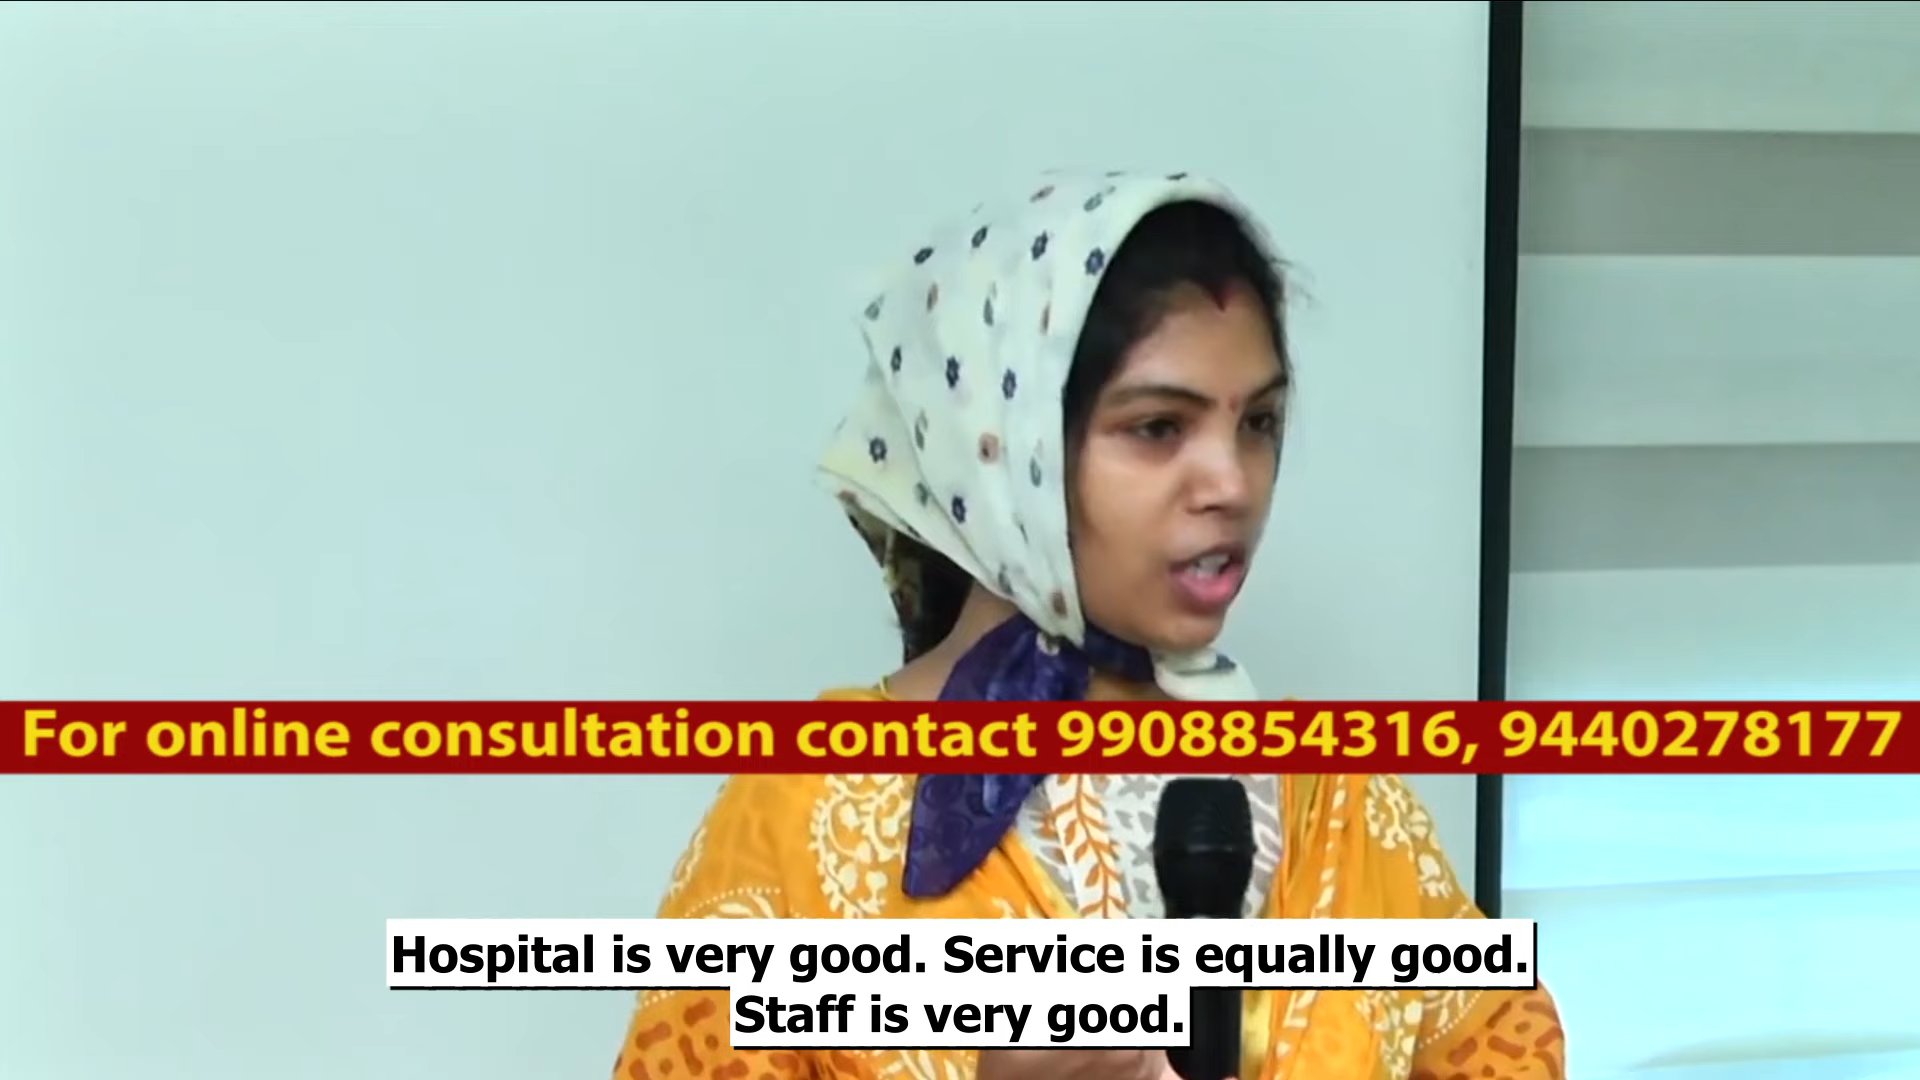 For online consultation contact 9908854316, 9440278177
Hospital is very good. Service is equally good.
Staff is very good.